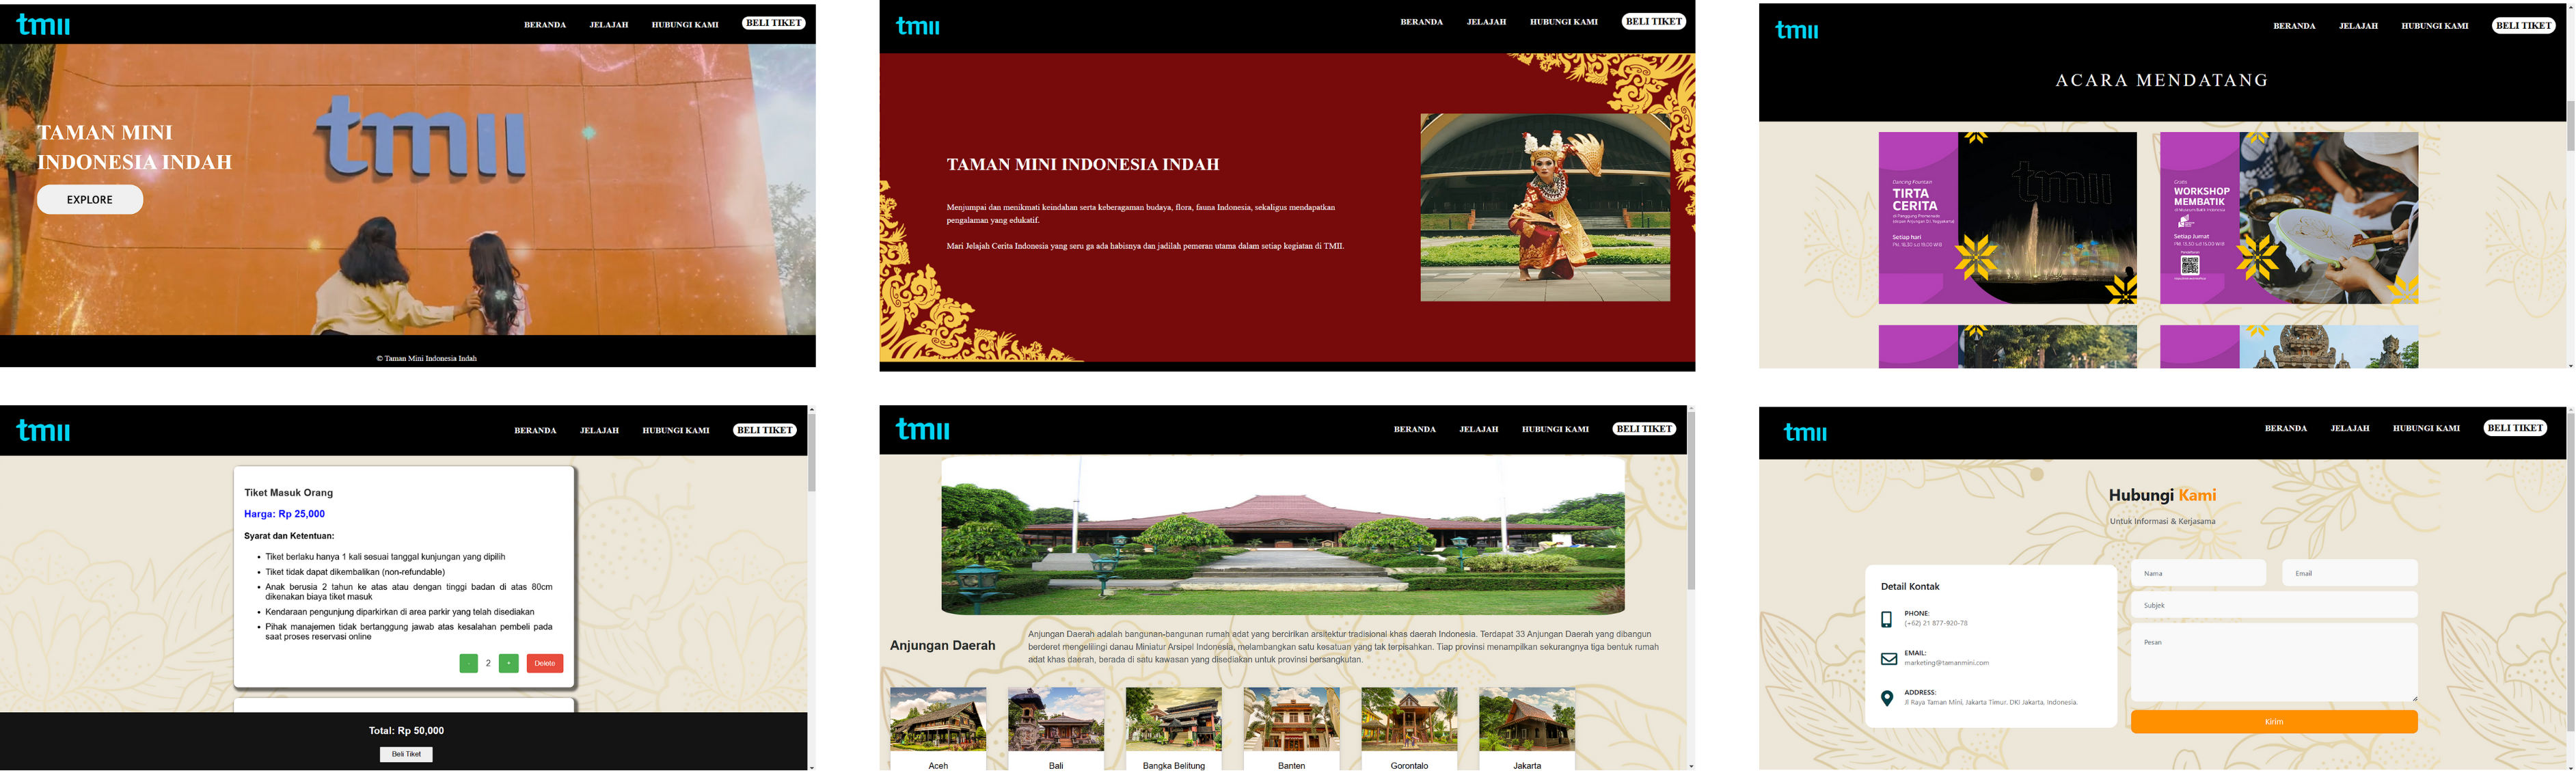 tmii
BERANDA JELAJAH HUBUNGI KAMI BELI TIKET
tmii
TAMAN MINI
INDONESIA INDAH
EXPLORE
© Taman Mini Indonesia Indah
tmii
BERANDA JELAJAH HUBUNGI KAMI BELI TIKET
TAMAN MINI INDONESIA INDAH
Menjumpai dan menikmati keindahan serta keberagaman budaya, flora, fauna Indonesia, sekaligus mendapatkan
pengalaman yang edukatif.
Mari Jelajah Cerita Indonesia yang seru ga ada habisnya dan jadilah pemeran utama dalam setiap kegiatan di TMII.
tmii
BERANDA JELAJAH HUBUNGI KAMI BELI TIKET
ACARA MENDATANG
Dancing Fountain
TIRTA
CERITA
Setiap hari
tmii
Gratis
WORKSHOP
MEMBATIK
di Museum Batik Indonesia
Setiap Jumat
tmii
BERANDA JELAJAH HUBUNGI KAMI BELI TIKET
Tiket Masuk Orang
Harga: Rp 25,000
Syarat dan Ketentuan:
• Tiket berlaku hanya 1 kali sesuai tanggal kunjungan yang dipilih
• Tiket tidak dapat dikembalikan (non-refundable)
• Anak berusia 2 tahun ke atas atau dengan tinggi badan di atas 80cm
dikenakan biaya tiket masuk
• Kendaraan pengunjung diparkirkan di area parkir yang telah disediakan
• Pihak manajemen tidak bertanggung jawab atas kesalahan pembeli pada
saat proses reservasi online
- 2 + Delete
Total: Rp 50,000
Beli Tiket
tmii
BERANDA JELAJAH HUBUNGI KAMI BELI TIKET
Anjungan Daerah
Anjungan Daerah adalah bangunan-bangunan rumah adat yang bercirikan arsitektur tradisional khas daerah Indonesia. Terdapat 33 Anjungan Daerah yang dibangun
berderet mengelilingi danau Miniatur Arsipel Indonesia, melambangkan satu kesatuan yang tak terpisahkan. Tiap provinsi menampilkan sekurangnya tiga bentuk rumah
adat khas daerah, berada di satu kawasan yang disediakan untuk provinsi bersangkutan.
Aceh Bali Bangka Belitung Banten Gorontalo Jakarta
tmii
BERANDA JELAJAH HUBUNGI KAMI BELI TIKET
Hubungi Kami
Untuk Informasi & Kerjasama
Detail Kontak
PHONE:
(+62) 21 877-920-78
EMAIL:
marketing@tamanmini.com
ADDRESS:
Jl Raya Taman Mini, Jakarta Timur, DKI Jakarta, Indonesia.
Nama Email
Subjek
Pesan
Kirim